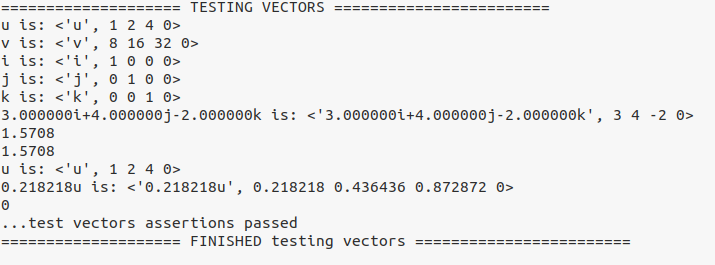 ==================== TESTING VECTORS ========================
u is: <'u', 1 2 4 0>
v is: <'v', 8 16 32 0>
i is: <'i', 1 0 0 0>
j is: <'j', 0 1 0 0>
k is: <'k', 0 0 1 0>
3.000000i+4.000000j-2.000000k is: <'3.000000i+4.000000j-2.000000k', 3 4 -2 0>
1.5708
1.5708
u is: <'u', 1 2 4 0>
0.218218u is: <'0.218218u', 0.218218 0.436436 0.872872 0>
0
...test vectors assertions passed
==================== FINISHED testing vectors ========================